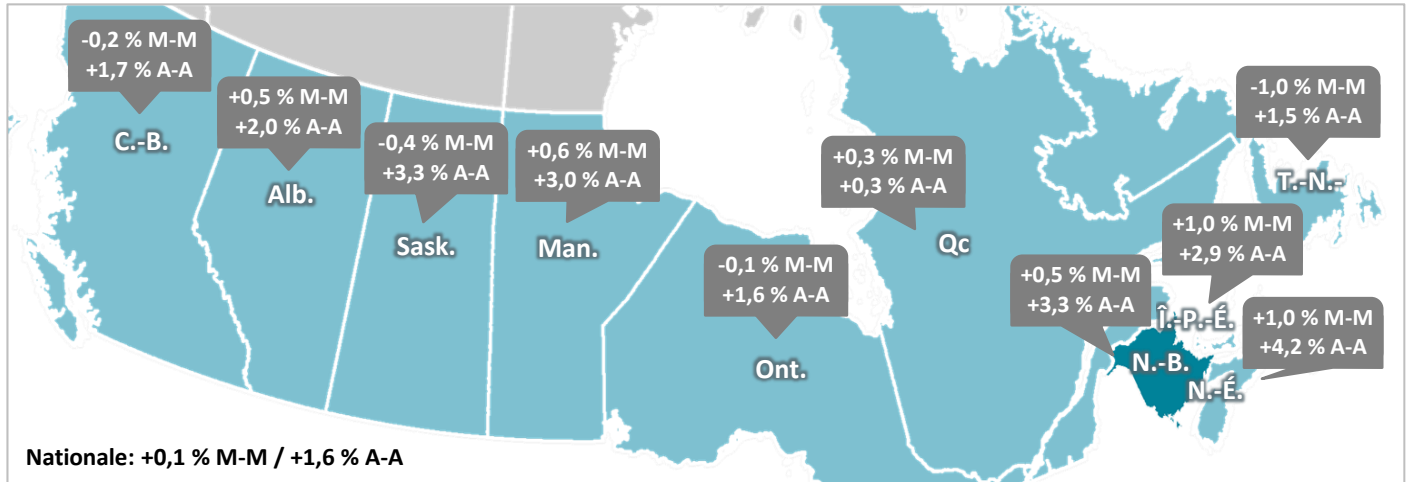 -0,2 % M-M
+1,7 % A-A
C.-B.
+0,5 % M-M
+2,0 % A-A
Alb.
-0,4 % M-M
+3,3 % A-A
Sask.
+0,6 % M-M
+3,0 % A-A
Man.
-0,1 % M-M
+1,6 % A-A
Ont.
+0,3 % M-M
+0,3 % A-A
Qc
-1,0 % M-M
+1,5 % A-A
T.-N.-
+1,0 % M-M
+2,9 % A-A
Î.-P.-É.
+0,5 % M-M
+3,3 % A-A
N.-B.
+1,0 % M-M
+4,2 % A-A
N.-É.
Nationale: +0,1 % M-M / +1,6 % A-A